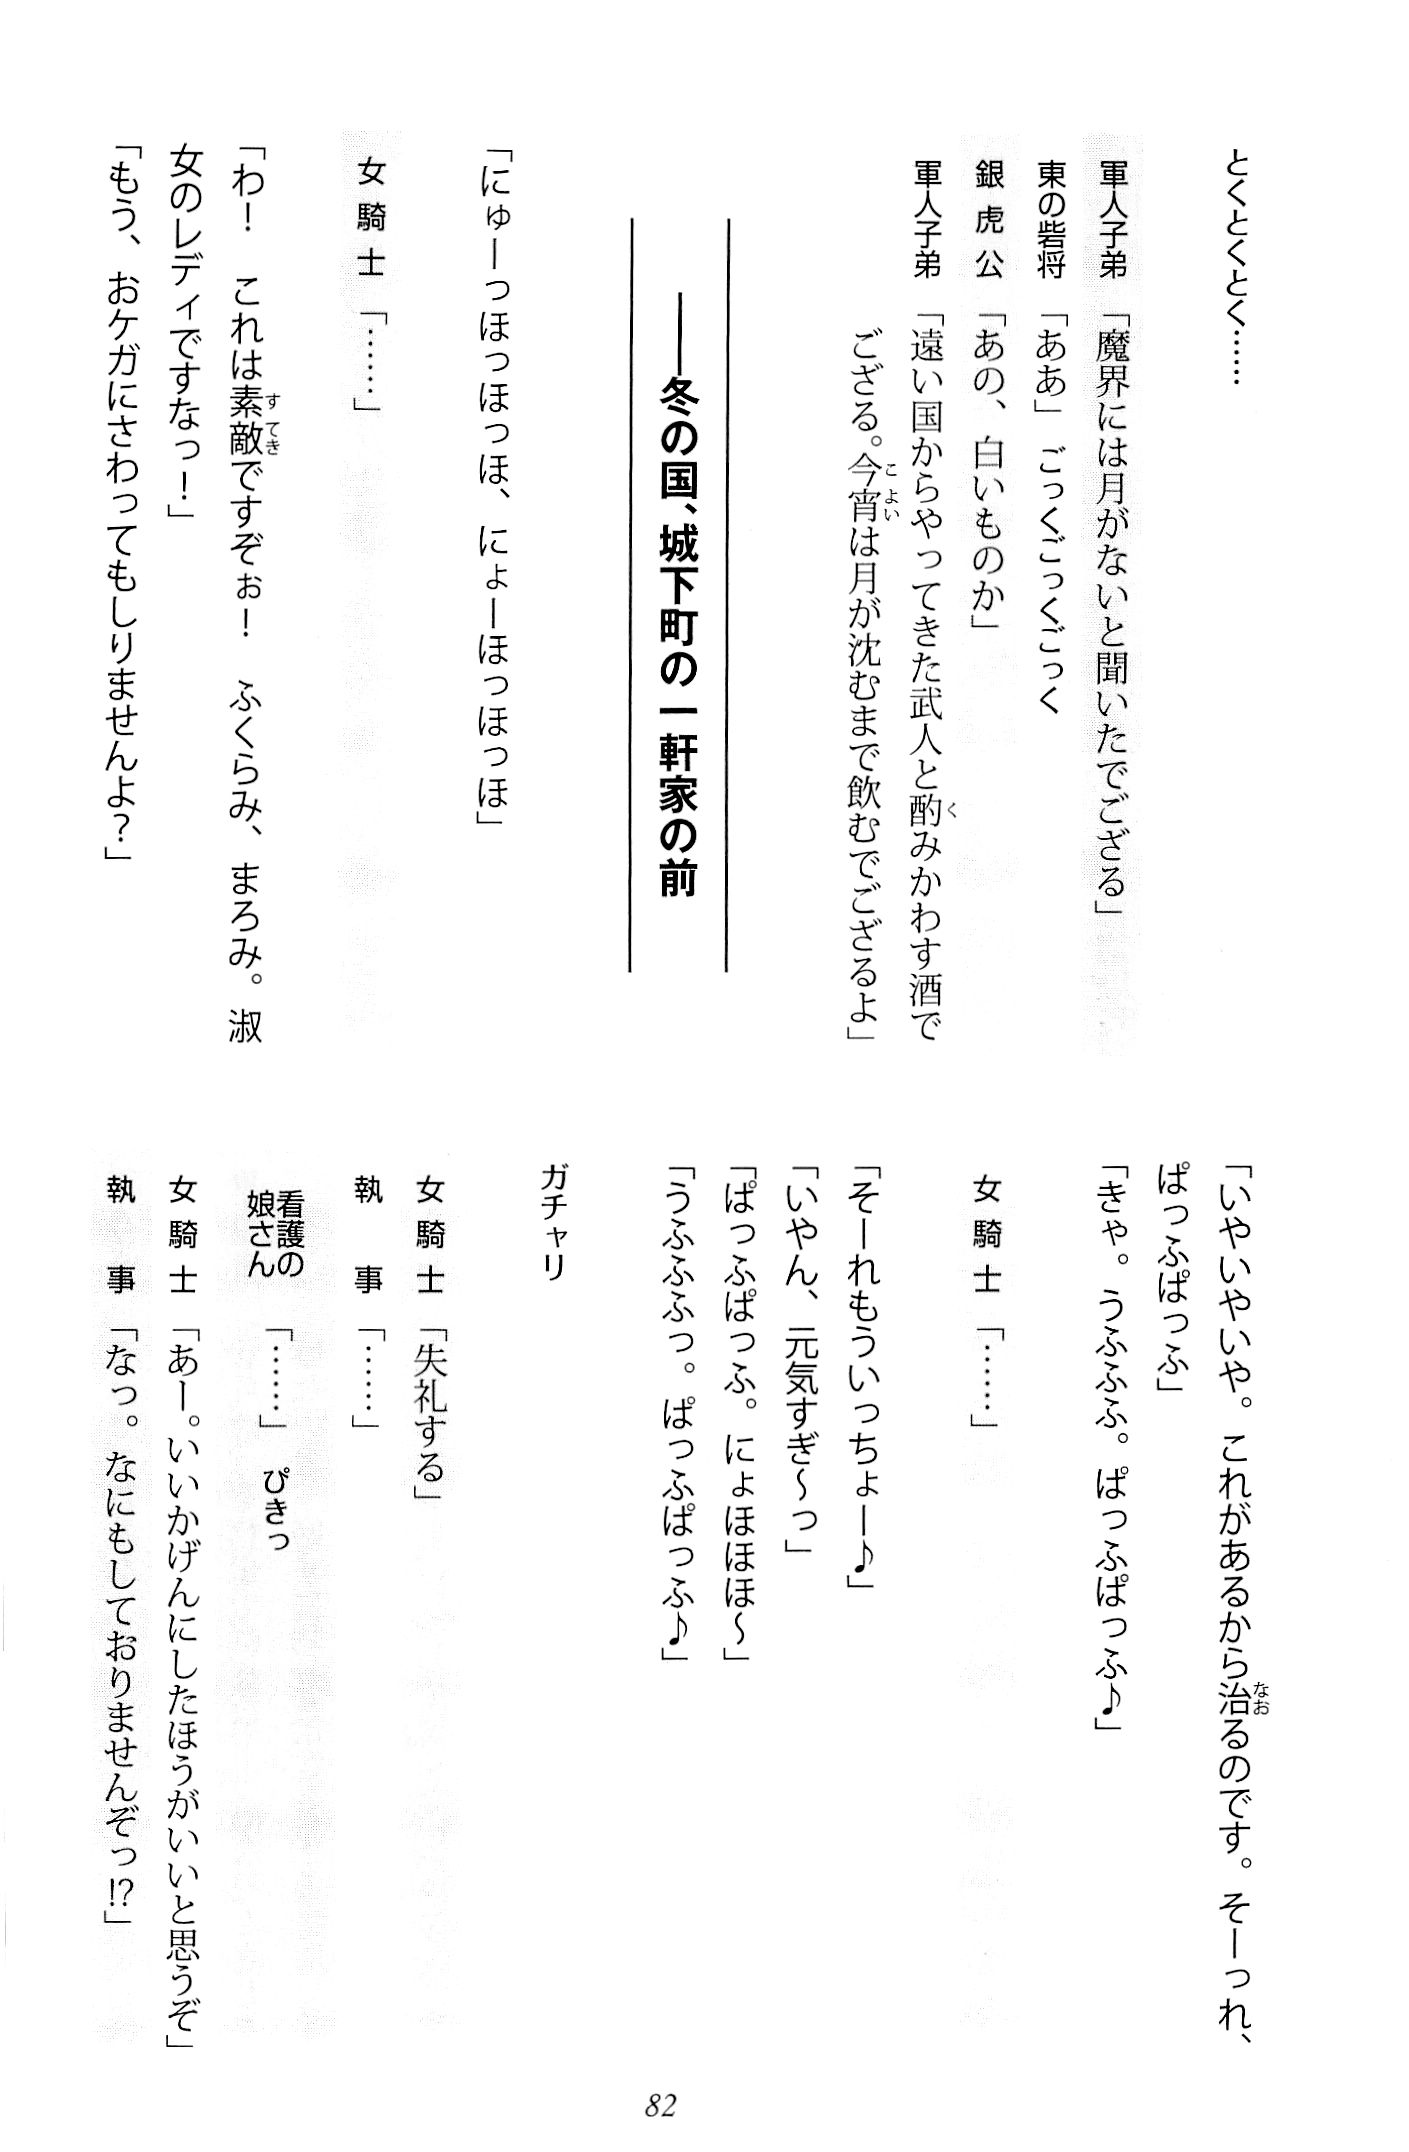 とくとくとく……
軍人子弟「魔界には月がないと聞いたでござる」
東の砦将「ああ」ごっくごっくごっく
銀虎公「あの、白いものか」
軍人子弟「遠い国からやってきた武人と酌みかわす酒で
ござる。今宵は月が沈むまで飲むでござるよ」
――冬の国、城下町の一軒家の前
「にゅーっほっほっほ、にょーほっほっほ」
女騎士「……」
「わ！　これは素敵ですぞぉ！　ふくらみ、まろみ。淑
女のレディですなっ！」
「もう、おケガにさわってもしりませんよ？」
「いやいやいや。これがあるから治るのです。そーっれ、
ぱっふぱっふ」
「きゃ。うふふふ。ぱっふぱっふ♪」
女騎士「……」
「そーれもういっちょー♪」
「いやん、元気すぎ～っ」
「ぱっふぱっふ。にょほほほ～」
「うふふふっ。ぱっふぱっふ♪」
ガチャリ
女騎士「失礼する」
執事「……」
看護の娘さん「……」ぴきっ
女騎士「あー。いいかげんにしたほうがいいと思うぞ」
執事「なっ。なにもしておりませんぞっ!?」
82